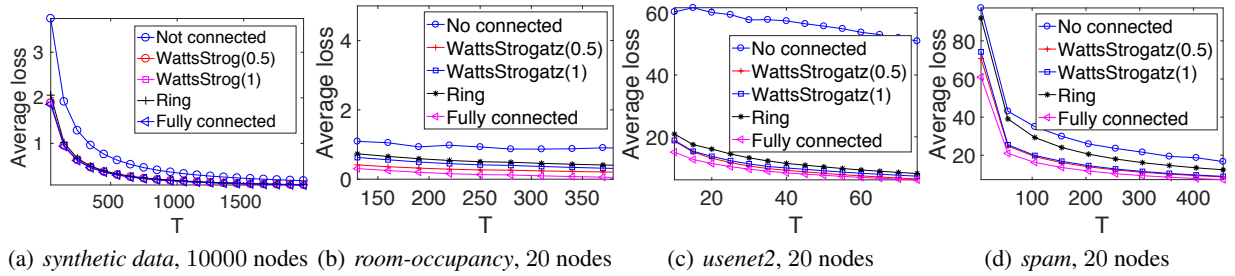 Average loss
3
2
1
500
1000
1500
T
Not connected
WattsStrog(0.5)
WattsStrog(1)
Ring
Fully connected
(a) synthetic data, 10000 nodes
Average loss
4
2
0
150
200
250
300
350
T
No connected
WattsStrogatz(0.5)
WattsStrogatz(1)
Ring
Fully connected
(b) room-occupancy, 20 nodes
Average loss
60
40
20
20
40
60
T
No connected
WattsStrogatz(0.5)
WattsStrogatz(1)
Ring
Fully connected
(c) usenet2, 20 nodes
Average loss
80
60
40
20
100
200
300
400
T
No connected
WattsStrogatz(0.5)
WattsStrogatz(1)
Ring
Fully connected
(d) spam, 20 nodes